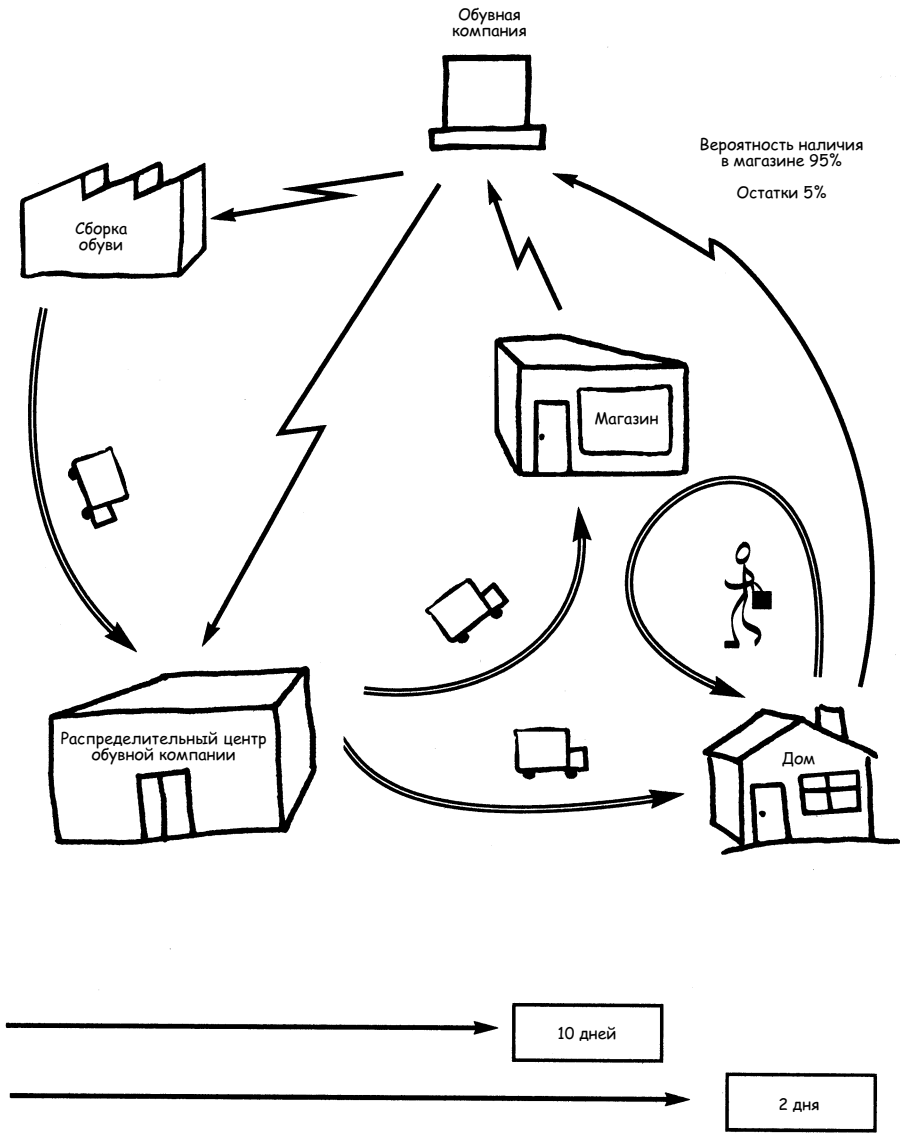 Обувная
компания
Вероятность наличия
в магазине 95%
Остатки 5%
Сборка
обуви
Магазин
Распределительный центр
обувной компании
Дом
10 дней
2 дня